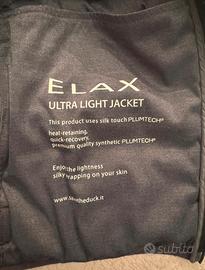 ELAX
ULTRA LIGHT JACKET
This product uses silk touch PLUMTECH®
heat-retaining,
quick-recovery,
premium quality synthetic PLUMTECH®
Enjoy the lightness
silky wrapping on your skin
www.savetheduck.it
subito